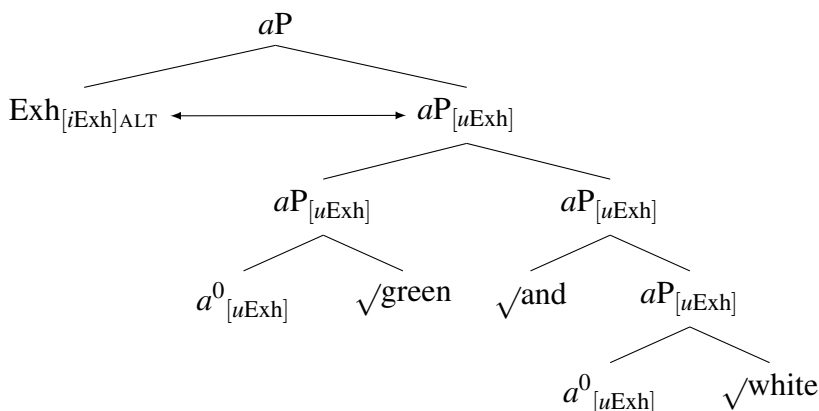 aP
Exh[iExh]ALT aP[uExh]
aP[uExh] aP[uExh]
a0[uExh] √green √and aP[uExh]
a0[uExh] √white